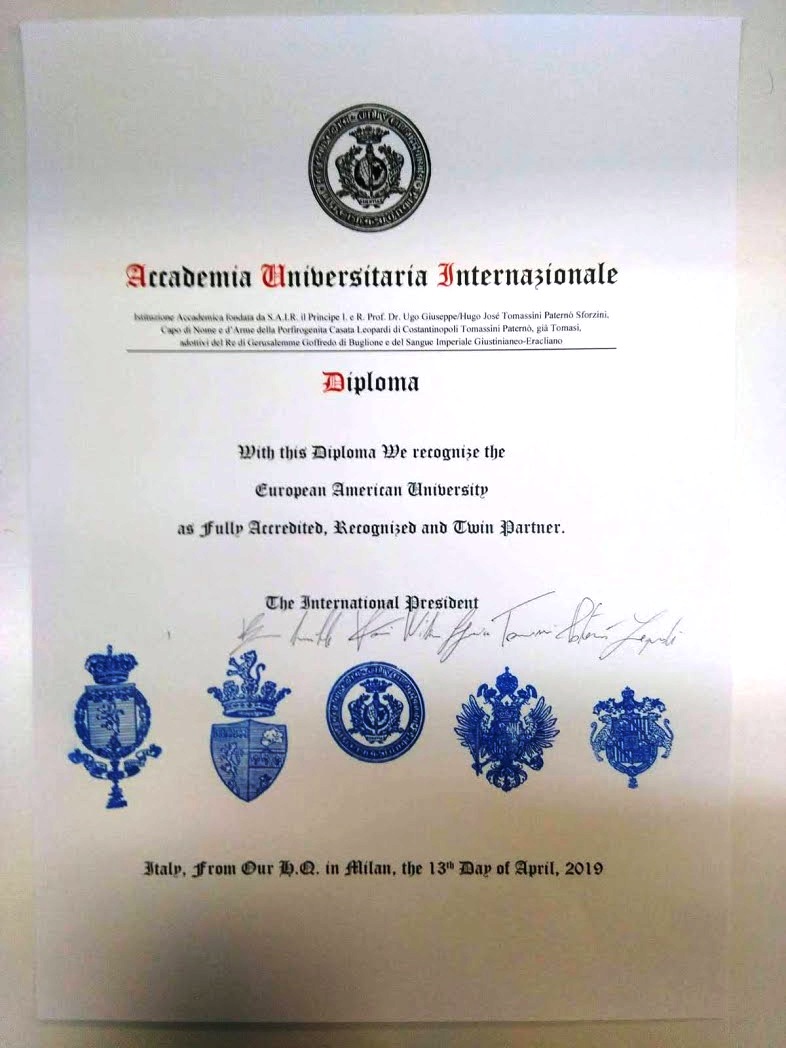 Accademia Universitaria Internazionale
Istituzione Accademica fondata da S.A.I.R. il Principe I. e R. Prof. Dr. Ugo Giuseppe/Hugo José Tomassini Paternò Sforzini,
Capo di Nome e d'Arme della Porfirogenita Casata Leopardi di Costantinopoli Tomassini Paternò, già Tomasi,
adottivi del Re di Gerusalemme Goffredo di Buglione e del Sangue Imperiale Giustinianeo-Eracliano
Diploma
With this Diploma We recognize the
European American University
as Fully Accredited, Recognized and Twin Partner.
The International President
Italy, From Our H.Q. in Milan, the 13th Day of April, 2019